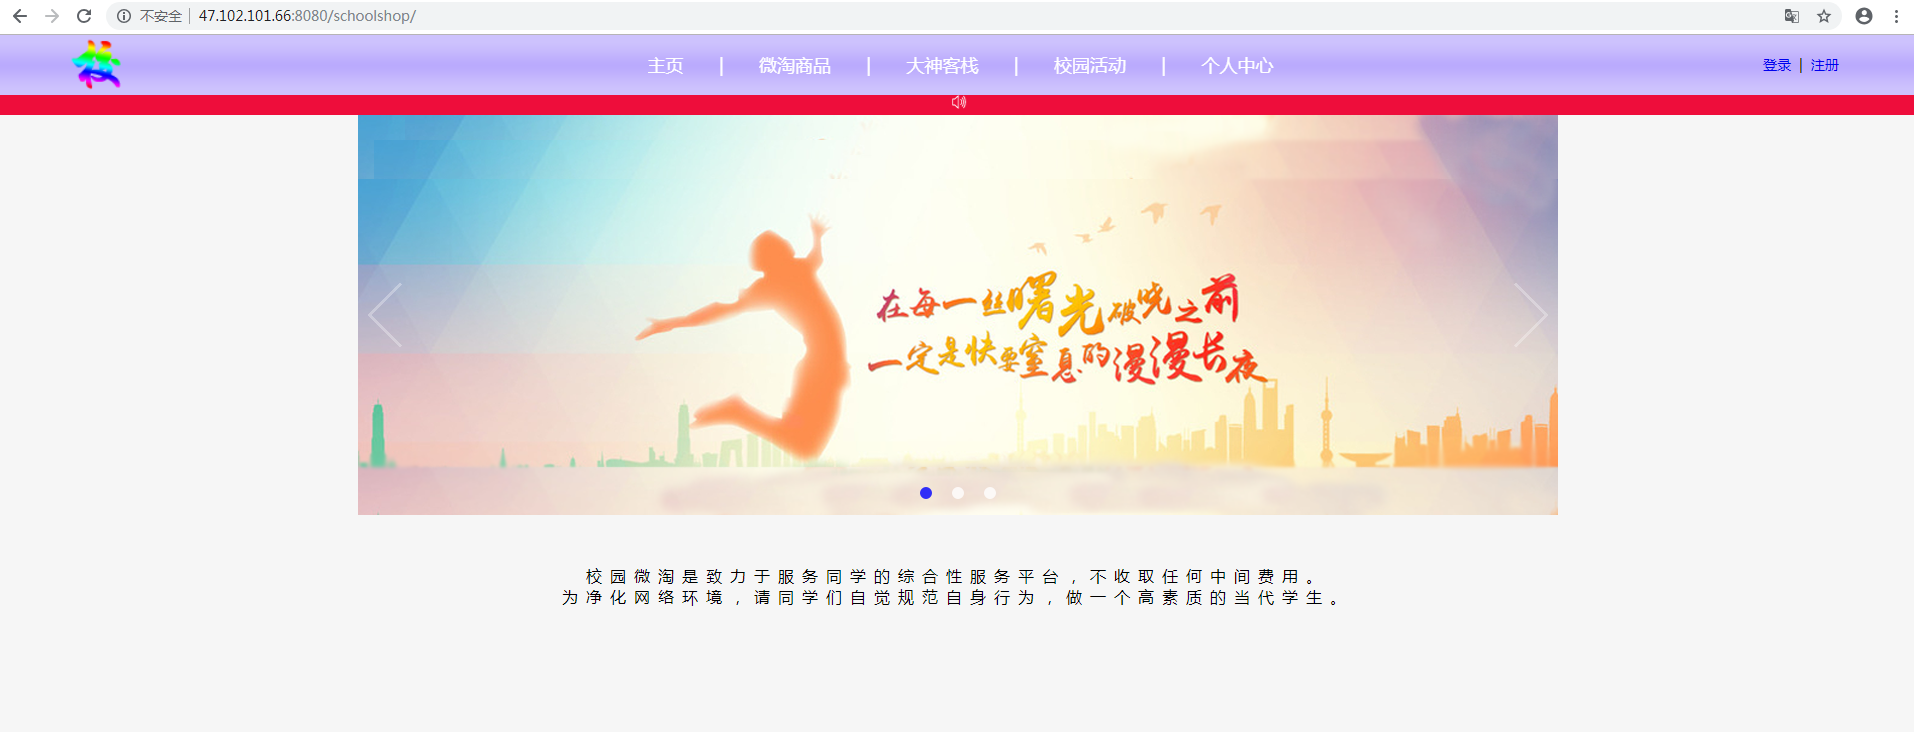 不安全 | 47.102.101.66:8080/schoolshop/
校
主页 | 微淘商品 | 大神客栈 | 校园活动 | 个人中心
登录 | 注册
在每一丝曙光破晓之前
一定是快要窒息的漫漫长夜
校园微淘是致力于服务同学的综合性服务平台，不收取任何中间费用。
为净化网络环境，请同学们自觉规范自身行为，做一个高素质的当代学生。